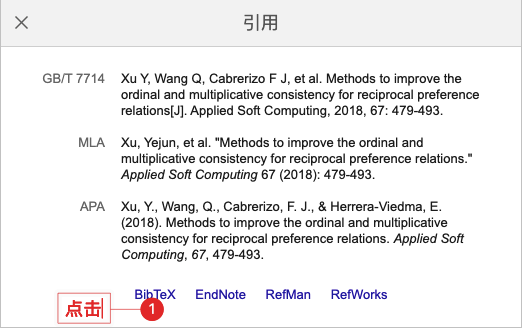 × 引用
GB/T 7714 Xu Y, Wang Q, Cabrerizo F J, et al. Methods to improve the
ordinal and multiplicative consistency for reciprocal preference
relations[J]. Applied Soft Computing, 2018, 67: 479-493.
MLA Xu, Yejun, et al. "Methods to improve the ordinal and
multiplicative consistency for reciprocal preference relations."
Applied Soft Computing 67 (2018): 479-493.
APA Xu, Y., Wang, Q., Cabrerizo, F. J., & Herrera-Viedma, E.
(2018). Methods to improve the ordinal and multiplicative
consistency for reciprocal preference relations. Applied Soft
Computing, 67, 479-493.
BibTeX EndNote RefMan RefWorks
点击 1